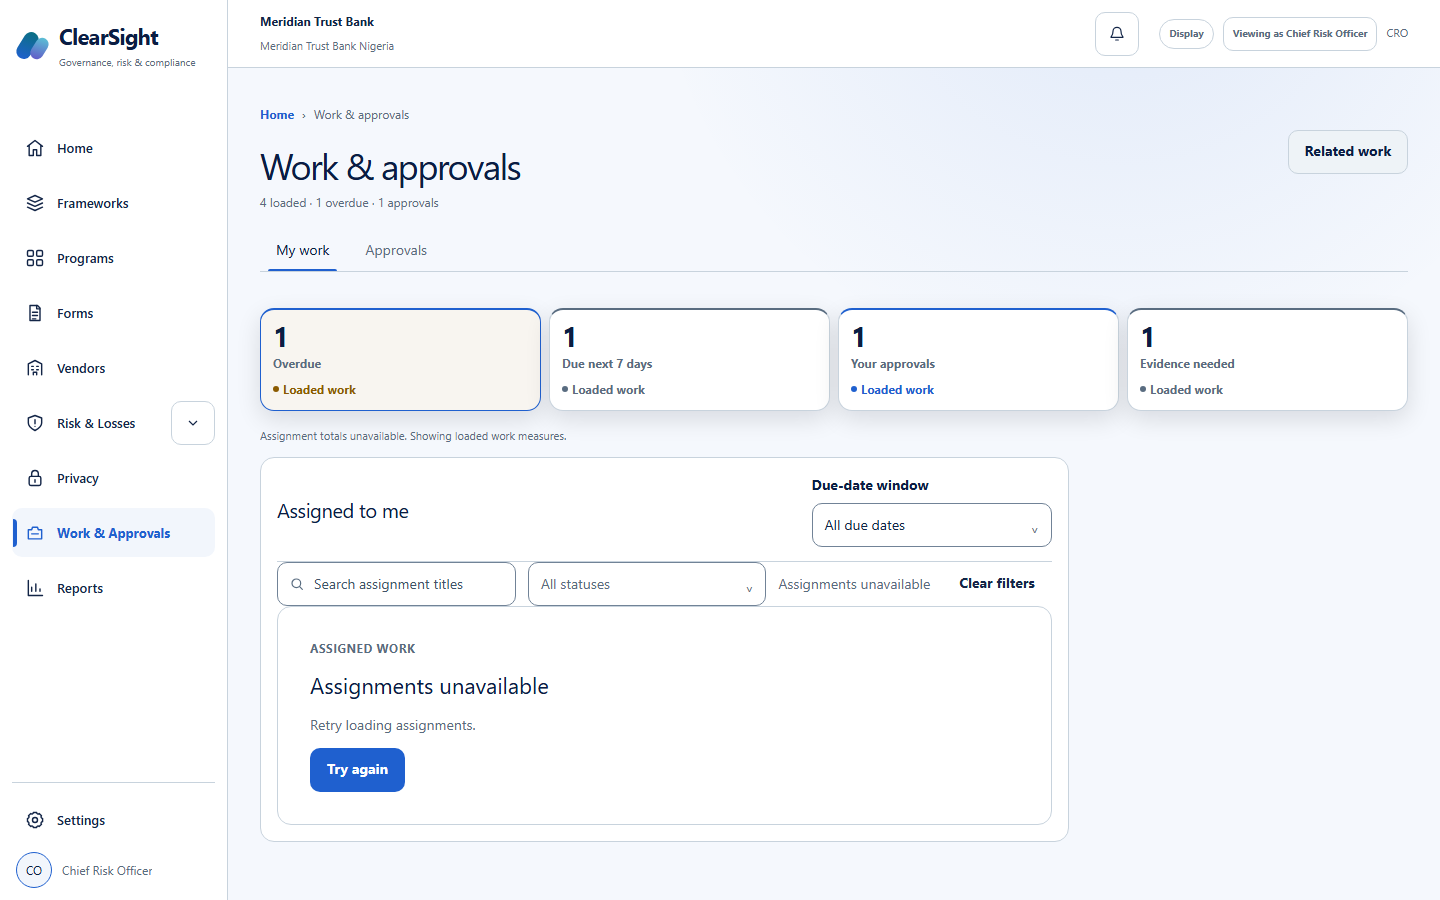 ClearSight
Governance, risk & compliance
Home
Frameworks
Programs
Forms
Vendors
Risk & Losses
Privacy
Work & Approvals
Reports
Settings
CO
Chief Risk Officer
Meridian Trust Bank
Meridian Trust Bank Nigeria
Display
Viewing as Chief Risk Officer
CRO
Home › Work & approvals
Work & approvals
4 loaded · 1 overdue · 1 approvals
Related work
My work
Approvals
1
Overdue
Loaded work
1
Due next 7 days
Loaded work
1
Your approvals
Loaded work
1
Evidence needed
Loaded work
Assignment totals unavailable. Showing loaded work measures.
Assigned to me
Due-date window
All due dates
Search assignment titles
All statuses
Assignments unavailable
Clear filters
ASSIGNED WORK
Assignments unavailable
Retry loading assignments.
Try again